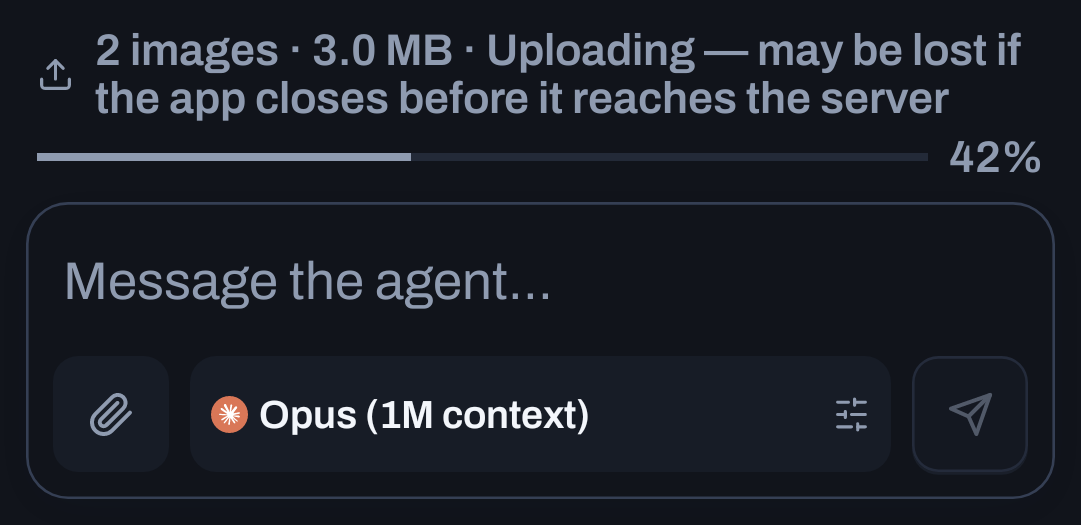 2 images · 3.0 MB · Uploading — may be lost if
the app closes before it reaches the server
42%
Message the agent...
Opus (1M context)